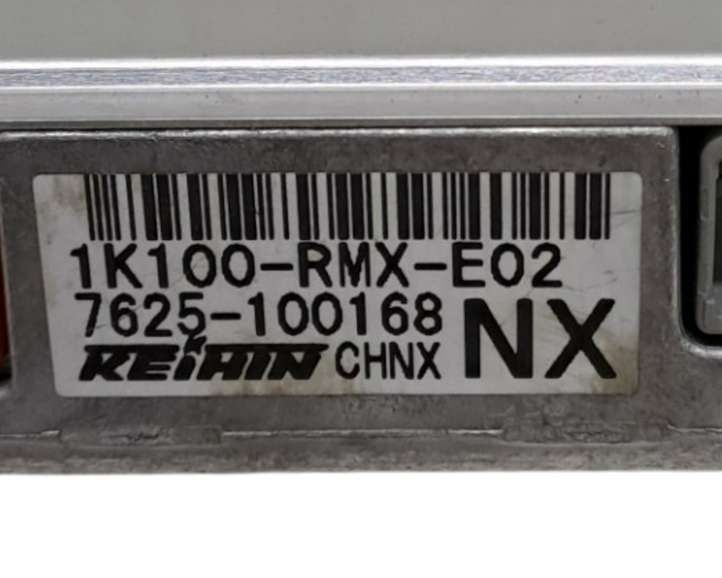 1K100-RMX-E02
7625-100168
KEIHIN CHNX NX